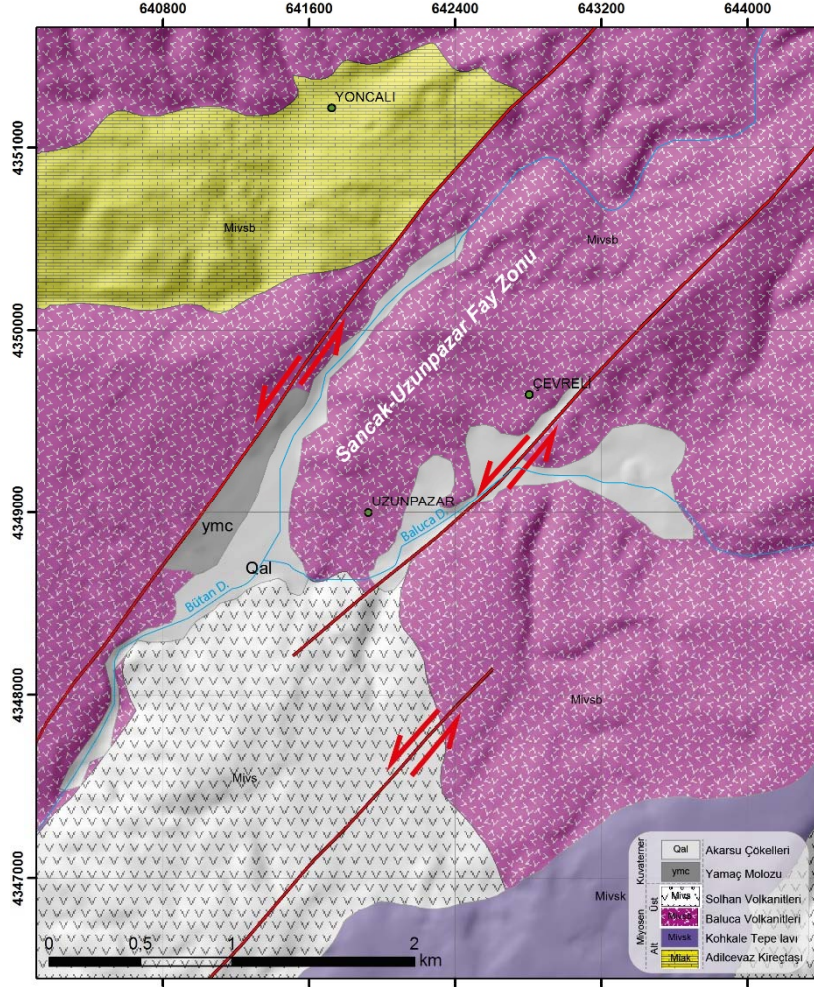 640800 641600 642400 643200 644000
YONCALI
4351000
Mivsb
Mivsb
4350000
Sancak-Uzunpazar Fay Zonu
ÇEVRELİ
UZUNPAZAR
4349000
Baluca D.
ymc
Qal
Bütan D.
4348000
Mivsb
Mivs
4347000
Mivsk
Kuvaterner
Qal Akarsu Çökelleri
ymc Yamaç Molozu
Miyosen
Üst
Mivs Solhan Volkanitleri
Mivsb Baluca Volkanitleri
Alt
Mivsk Kohkale Tepe lavı
Mlak Adilcevaz Kireçtaşı
0 0,5 1 2
km